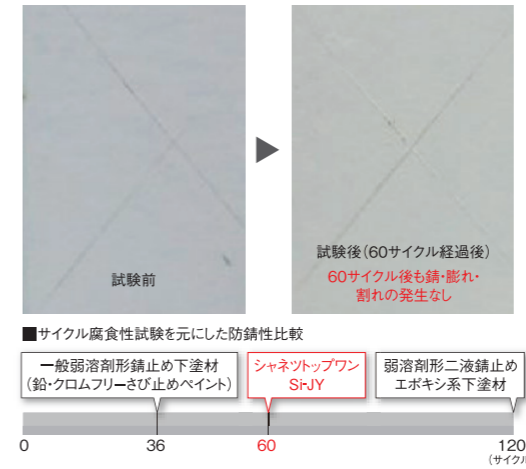 試験前
試験後(60サイクル経過後)
60サイクル後も錆・膨れ・
割れの発生なし
■サイクル腐食性試験を元にした防錆性比較
一般弱溶剤形錆止め下塗材
(鉛・クロムフリーさび止めペイント)
シャネツトップワン
Si-JY
弱溶剤形二液錆止め
エポキシ系下塗材
0
36
60
120
(サイクル